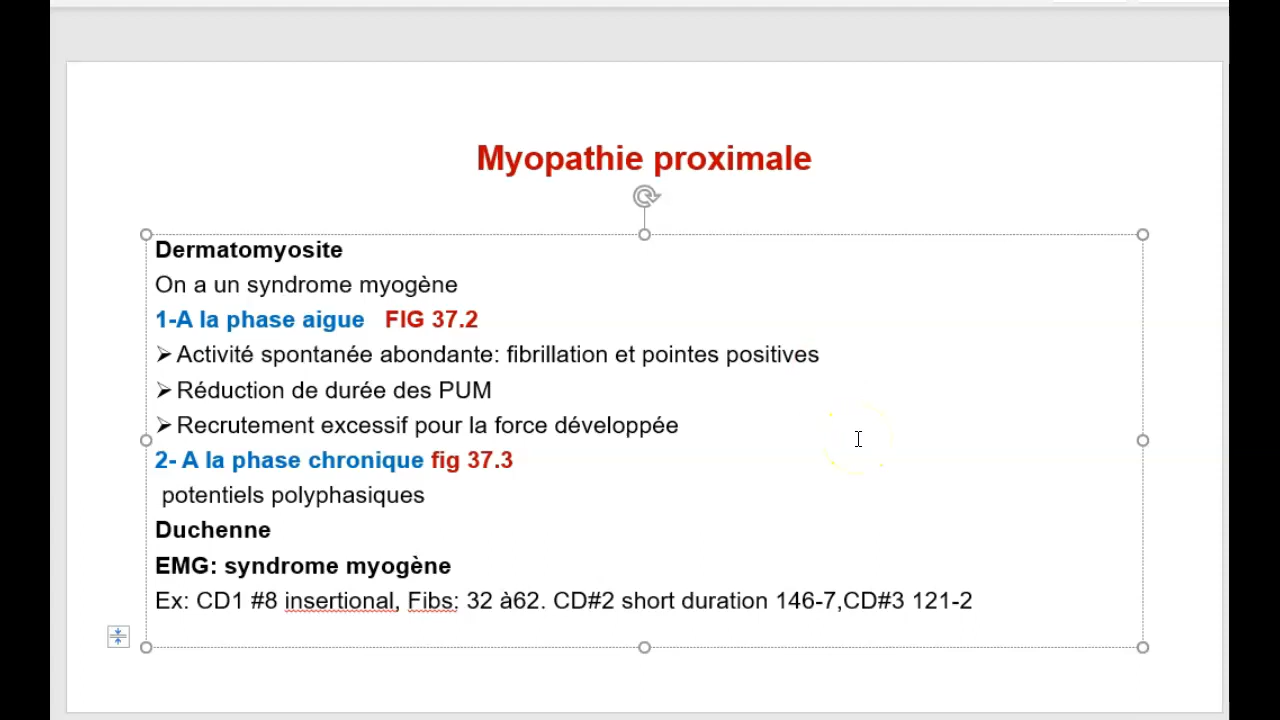 Myopathie proximale
Dermatomyosite
On a un syndrome myogène
1-A la phase aigue FIG 37.2
➢Activité spontanée abondante: fibrillation et pointes positives
➢Réduction de durée des PUM
➢Recrutement excessif pour la force développée
2- A la phase chronique fig 37.3
potentiels polyphasiques
Duchenne
EMG: syndrome myogène
Ex: CD1 #8 insertional, Fibs: 32 à62. CD#2 short duration 146-7,CD#3 121-2